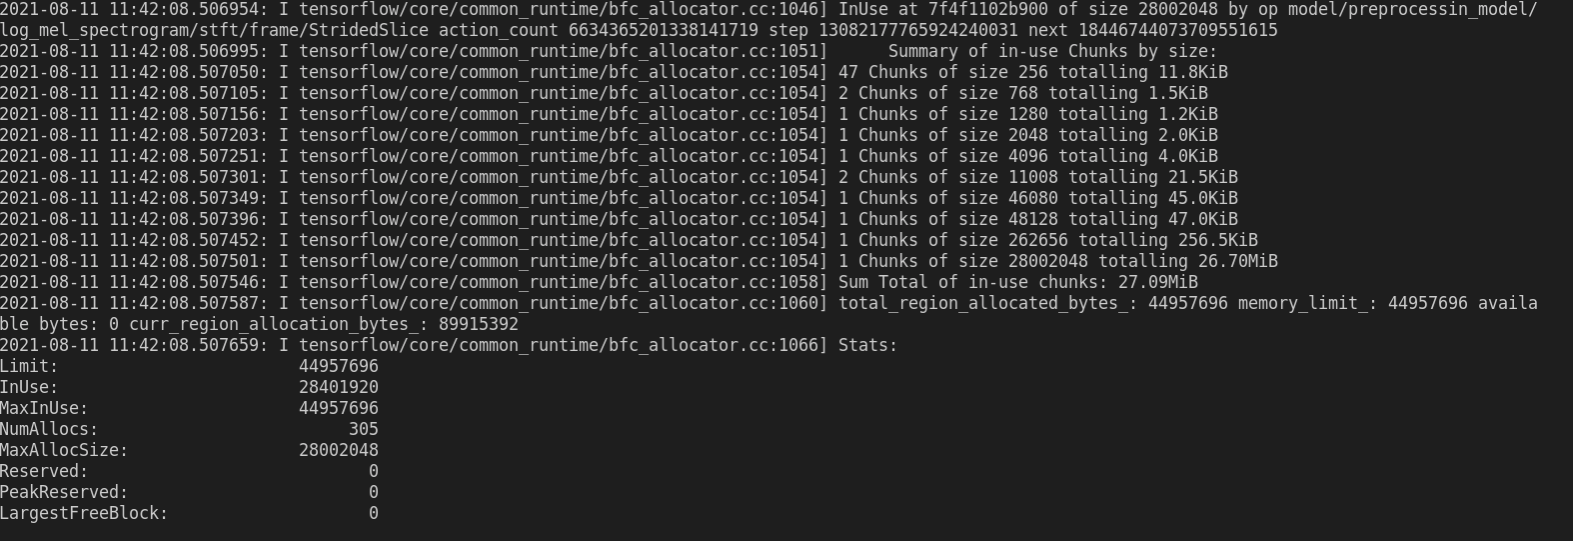 2021-08-11 11:42:08.506954: I tensorflow/core/common_runtime/bfc_allocator.cc:1046] InUse at 7f4f1102b900 of size 28002048 by op model/preprocessin_model/
log_mel_spectrogram/stft/frame/StridedSlice action_count 6634365201338141719 step 13082177765924240031 next 18446744073709551615
2021-08-11 11:42:08.506995: I tensorflow/core/common_runtime/bfc_allocator.cc:1051]      Summary of in-use Chunks by size:
2021-08-11 11:42:08.507050: I tensorflow/core/common_runtime/bfc_allocator.cc:1054] 47 Chunks of size 256 totalling 11.8KiB
2021-08-11 11:42:08.507105: I tensorflow/core/common_runtime/bfc_allocator.cc:1054] 2 Chunks of size 768 totalling 1.5KiB
2021-08-11 11:42:08.507156: I tensorflow/core/common_runtime/bfc_allocator.cc:1054] 1 Chunks of size 1280 totalling 1.2KiB
2021-08-11 11:42:08.507203: I tensorflow/core/common_runtime/bfc_allocator.cc:1054] 1 Chunks of size 2048 totalling 2.0KiB
2021-08-11 11:42:08.507251: I tensorflow/core/common_runtime/bfc_allocator.cc:1054] 1 Chunks of size 4096 totalling 4.0KiB
2021-08-11 11:42:08.507301: I tensorflow/core/common_runtime/bfc_allocator.cc:1054] 2 Chunks of size 11008 totalling 21.5KiB
2021-08-11 11:42:08.507349: I tensorflow/core/common_runtime/bfc_allocator.cc:1054] 1 Chunks of size 46080 totalling 45.0KiB
2021-08-11 11:42:08.507396: I tensorflow/core/common_runtime/bfc_allocator.cc:1054] 1 Chunks of size 48128 totalling 47.0KiB
2021-08-11 11:42:08.507452: I tensorflow/core/common_runtime/bfc_allocator.cc:1054] 1 Chunks of size 262656 totalling 256.5KiB
2021-08-11 11:42:08.507501: I tensorflow/core/common_runtime/bfc_allocator.cc:1054] 1 Chunks of size 28002048 totalling 26.70MiB
2021-08-11 11:42:08.507546: I tensorflow/core/common_runtime/bfc_allocator.cc:1058] Sum Total of in-use chunks: 27.09MiB
2021-08-11 11:42:08.507587: I tensorflow/core/common_runtime/bfc_allocator.cc:1060] total_region_allocated_bytes_: 44957696 memory_limit_: 44957696 availa
ble bytes: 0 curr_region_allocation_bytes_: 89915392
2021-08-11 11:42:08.507659: I tensorflow/core/common_runtime/bfc_allocator.cc:1066] Stats:
Limit:                        44957696
InUse:                        28401920
MaxInUse:                     44957696
NumAllocs:                         305
MaxAllocSize:                 28002048
Reserved:                            0
PeakReserved:                        0
LargestFreeBlock:                    0